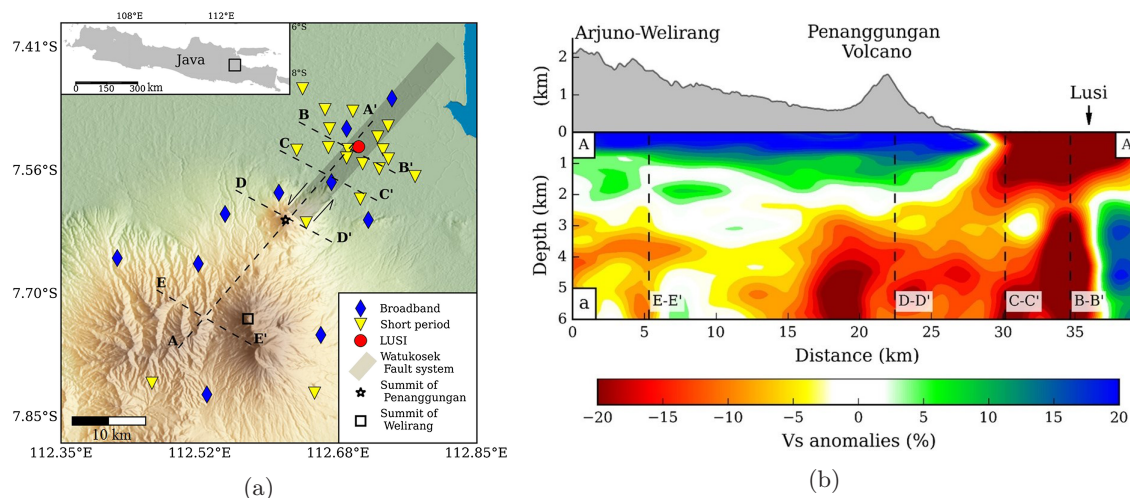 108°E
112°E
6°S
Java
8°S
0
150
300 km
7.41°S
7.56°S
7.70°S
7.85°S
A'
B
C
B'
C'
D
D'
E
A
E'
Broadband
Short period
LUSI
Watukosek
Fault system
Summit of
Penanggungan
Summit of
Welirang
10 km
112.35°E
112.52°E
112.68°E
112.85°E
(a)
Arjuno-Welirang
Penanggungan
Volcano
Lusi
(km)
2
1
0
A
A
Depth (km)
1
2
3
4
5
6
a
E-E'
D-D'
C-C'
B-B'
0
5
10
15
20
25
30
35
Distance (km)
−20
−15
−10
−5
0
5
10
15
20
Vs anomalies (%)
(b)